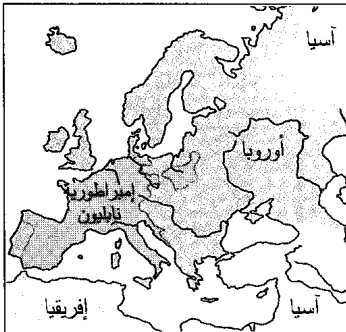 آسيا
أوروبا
إمبراطورية
نابليون
إفريقيا
آسيا